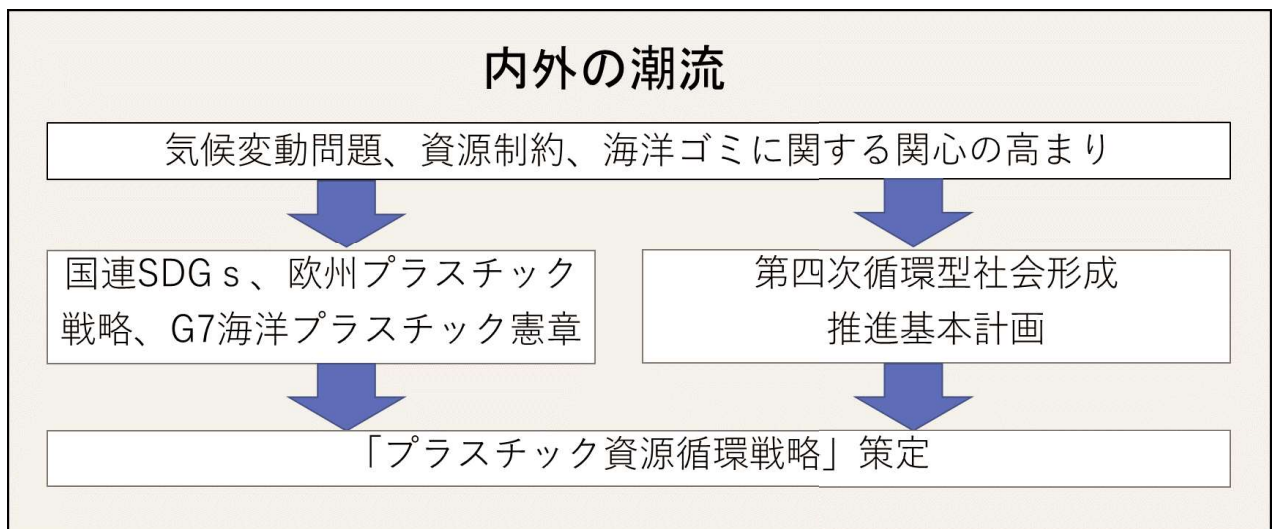 内外の潮流
気候変動問題、資源制約、海洋ゴミに関する関心の高まり
国連SDGｓ、欧州プラスチック
戦略、G7海洋プラスチック憲章
第四次循環型社会形成
推進基本計画
「プラスチック資源循環戦略」策定